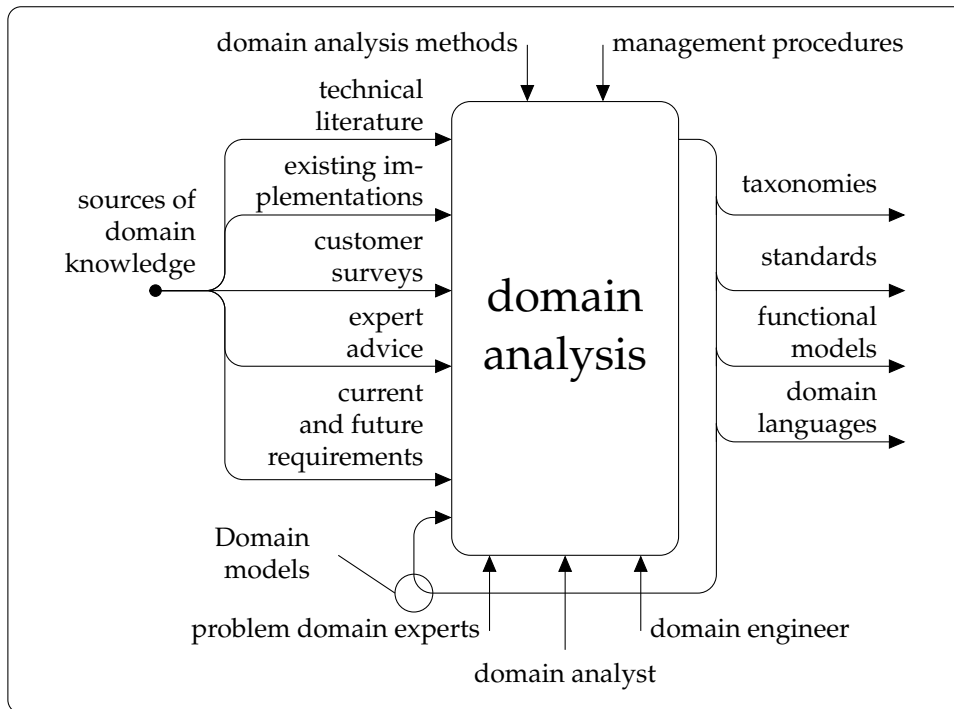 domain analysis methods
management procedures
technical
literature
existing im-
plementations
sources of
domain
knowledge
customer
surveys
expert
advice
current
and future
requirements
domain
analysis
taxonomies
standards
functional
models
domain
languages
Domain
models
problem domain experts
domain engineer
domain analyst